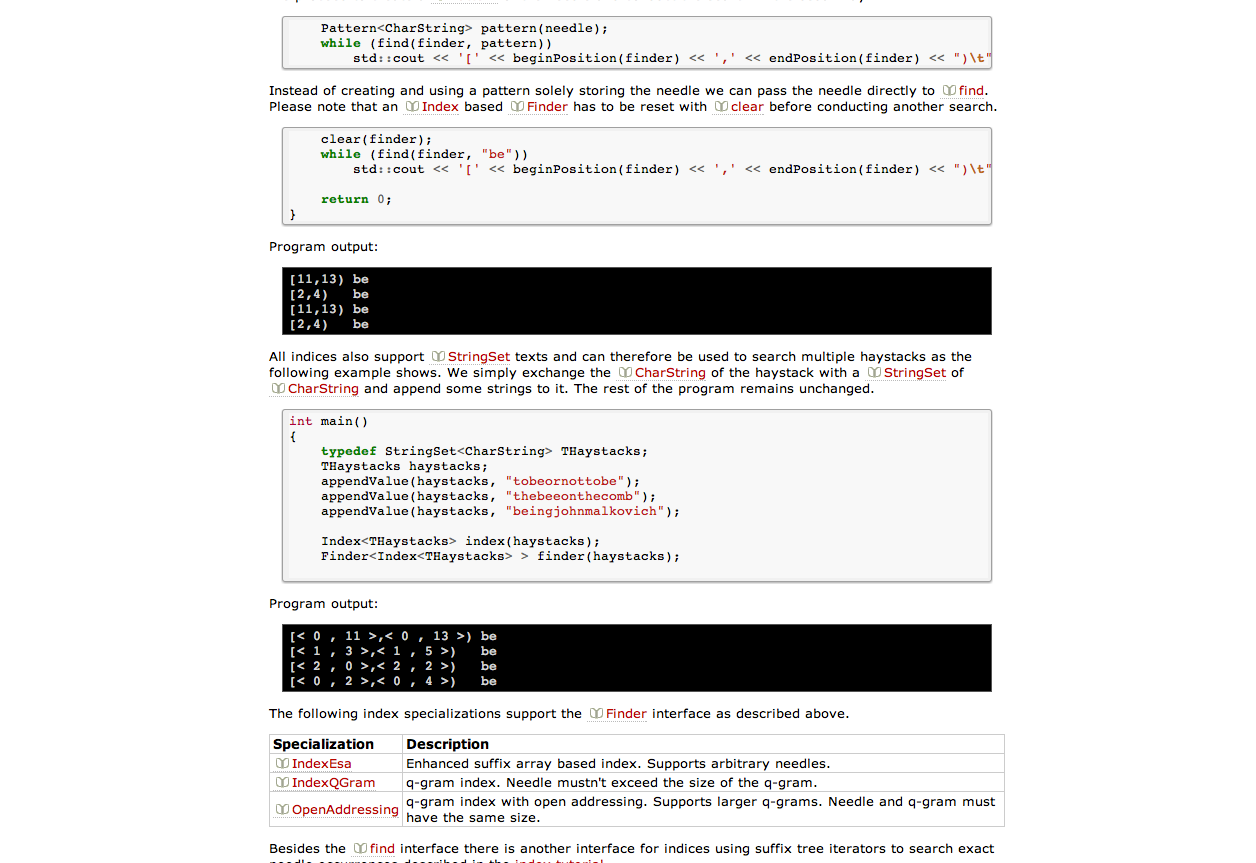 Pattern<CharString> pattern(needle);
    while (find(finder, pattern))
        std::cout << '[' << beginPosition(finder) << ',' << endPosition(finder) << ")\t"
Instead of creating and using a pattern solely storing the needle we can pass the needle directly to find.
Please note that an Index based Finder has to be reset with clear before conducting another search.
    clear(finder);
    while (find(finder, "be"))
        std::cout << '[' << beginPosition(finder) << ',' << endPosition(finder) << ")\t"
    return 0;
}
Program output:
[11,13) be
[2,4)   be
[11,13) be
[2,4)   be
All indices also support StringSet texts and can therefore be used to search multiple haystacks as the
following example shows. We simply exchange the CharString of the haystack with a StringSet of
CharString and append some strings to it. The rest of the program remains unchanged.
int main()
{
    typedef StringSet<CharString> THaystacks;
    THaystacks haystacks;
    appendValue(haystacks, "tobeornottobe");
    appendValue(haystacks, "thebeeonthecomb");
    appendValue(haystacks, "beingjohnmalkovich");
    Index<THaystacks> index(haystacks);
    Finder<Index<THaystacks> > finder(haystacks);
Program output:
[< 0 , 11 >,< 0 , 13 >) be
[< 1 , 3 >,< 1 , 5 >)   be
[< 2 , 0 >,< 2 , 2 >)   be
[< 0 , 2 >,< 0 , 4 >)   be
The following index specializations support the Finder interface as described above.
Specialization Description
IndexEsa Enhanced suffix array based index. Supports arbitrary needles.
IndexQGram q-gram index. Needle mustn't exceed the size of the q-gram.
OpenAddressing q-gram index with open addressing. Supports larger q-grams. Needle and q-gram must
have the same size.
Besides the find interface there is another interface for indices using suffix tree iterators to search exact
needle occurrences described in the index tutorial